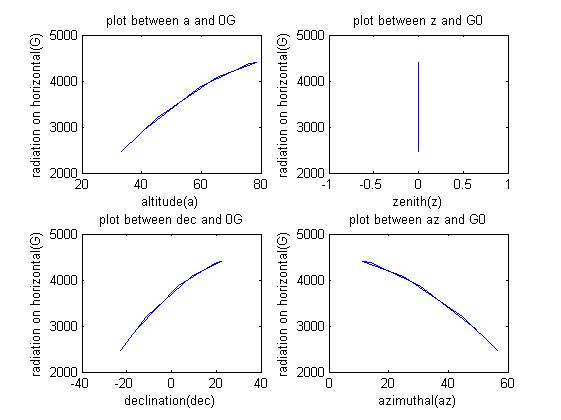 plot between a and 0G
5000
4000
3000
2000
20
40
60
80
radiation on horizontal(G)
altitude(a)
plot between z and G0
5000
4000
3000
2000
-1
-0.5
0
0.5
1
radiation on horizontal(G)
zenith(z)
plot between dec and 0G
5000
4000
3000
2000
-40
-20
0
20
40
radiation on horizontal(G)
declination(dec)
plot between az and G0
5000
4000
3000
2000
0
20
40
60
radiation on horizontal(G)
azimuthal(az)